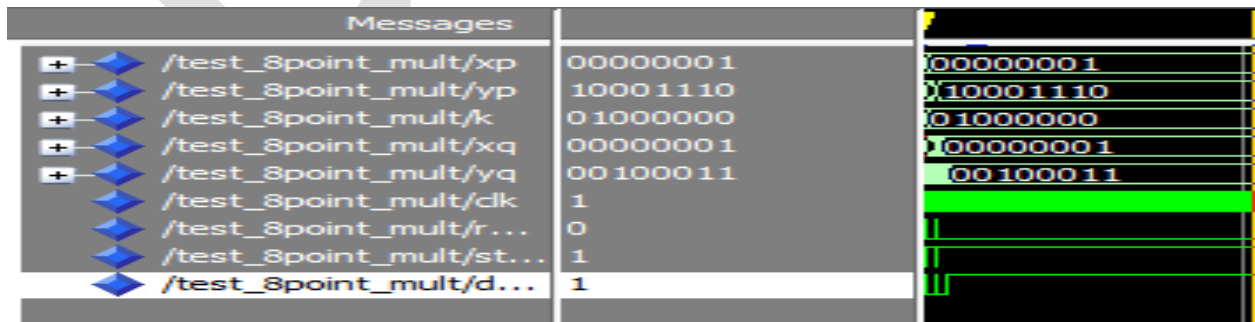 Messages
/test_8point_mult/xp 00000001 00000001
/test_8point_mult/yp 10001110 10001110
/test_8point_mult/k 01000000 01000000
/test_8point_mult/xq 00000001 00000001
/test_8point_mult/yq 00100011 00100011
/test_8point_mult/clk 1
/test_8point_mult/r... 0
/test_8point_mult/st... 1
/test_8point_mult/d... 1